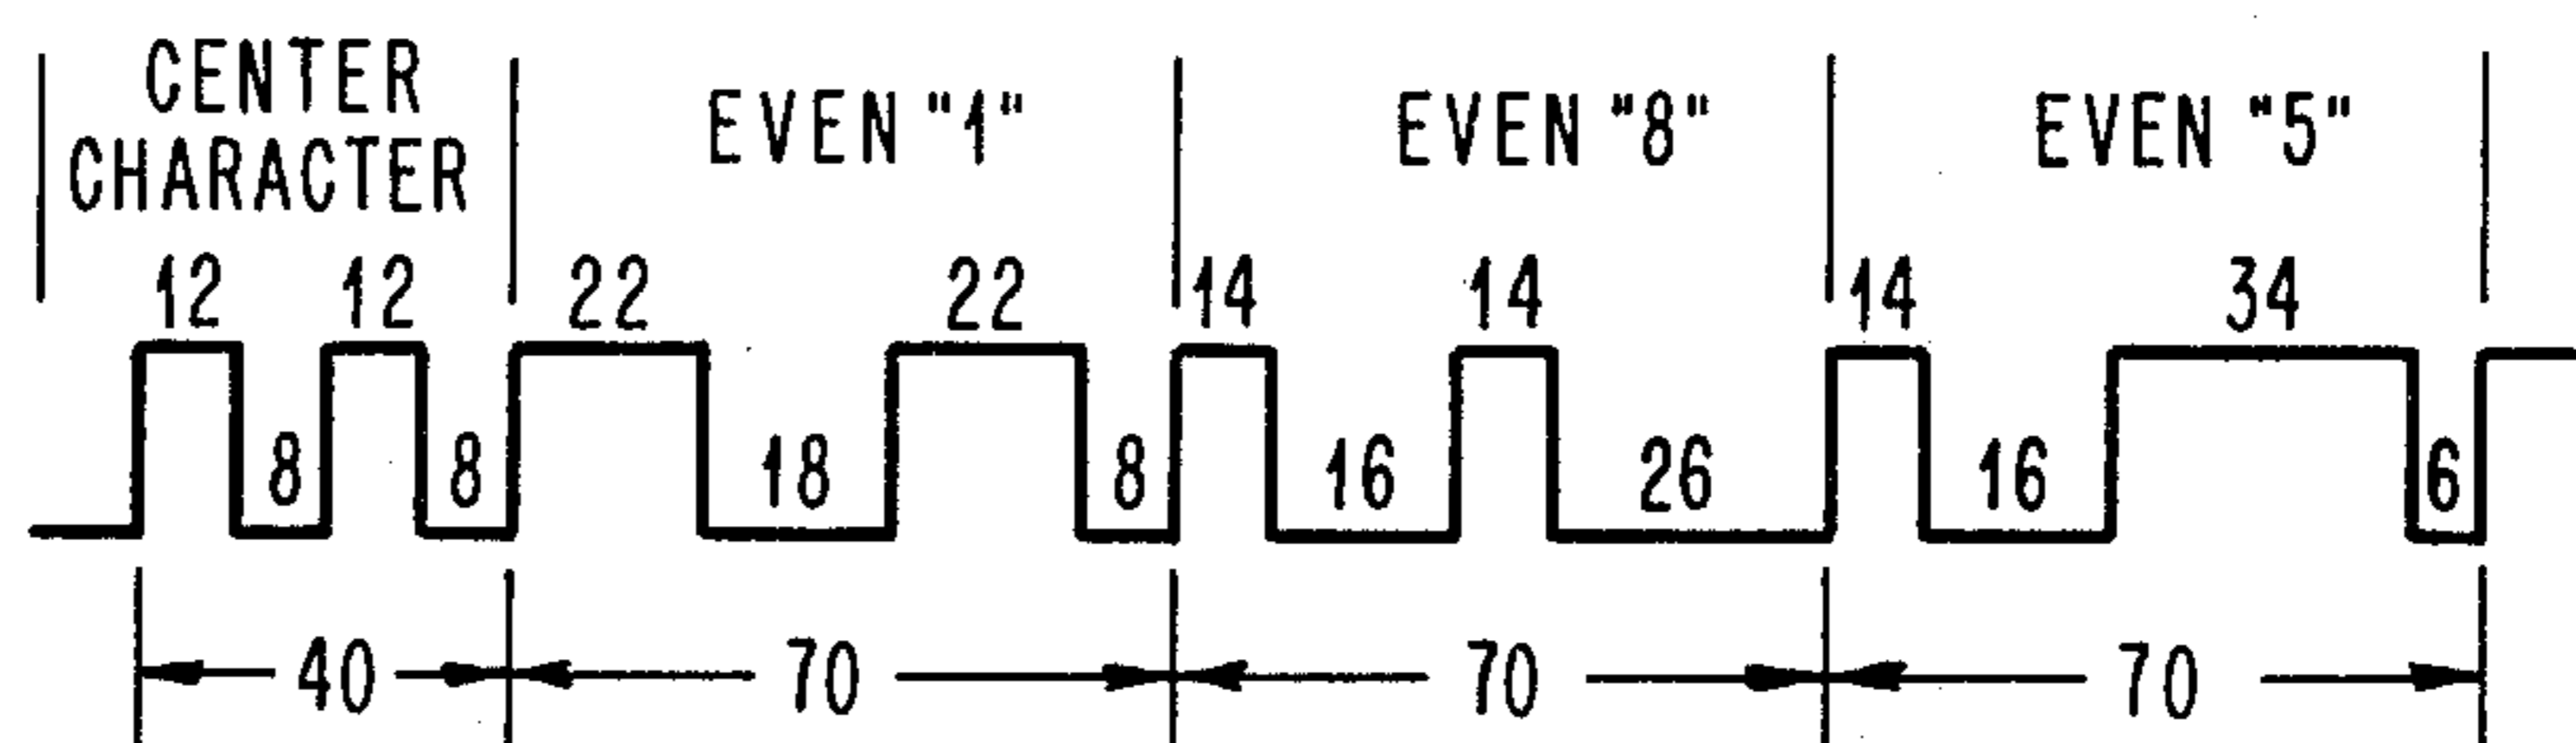 CENTER
CHARACTER
EVEN "1"
EVEN "8"
EVEN "5"
12 12 22 22 14 14 14 34
8 8 18 8 16 26 16 6
40 70 70 70